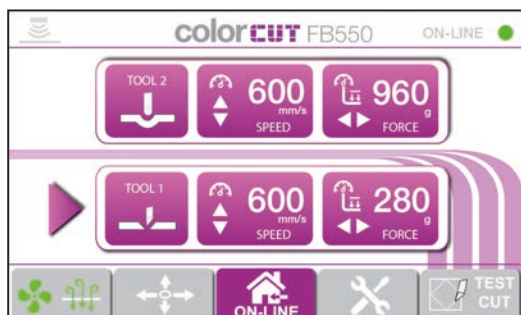 colorcut FB550
ON-LINE
TOOL 2
600
mm/s
SPEED
960
g
FORCE
TOOL 1
600
mm/s
SPEED
280
g
FORCE
ON-LINE
TEST
CUT